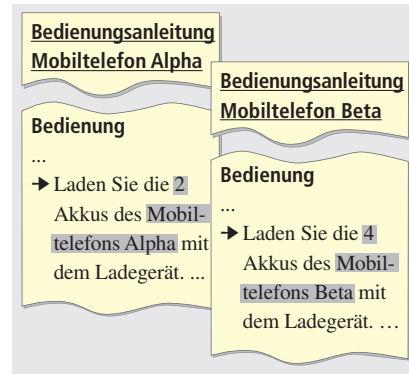 Bedienungsanleitung
Mobiltelefon Alpha
Bedienung
...
➔ Laden Sie die 2
Akkus des Mobil-
telefons Alpha mit
dem Ladegerät. ...
Bedienungsanleitung
Mobiltelefon Beta
Bedienung
...
➔ Laden Sie die 4
Akkus des Mobil-
telefons Beta mit
dem Ladegerät. …